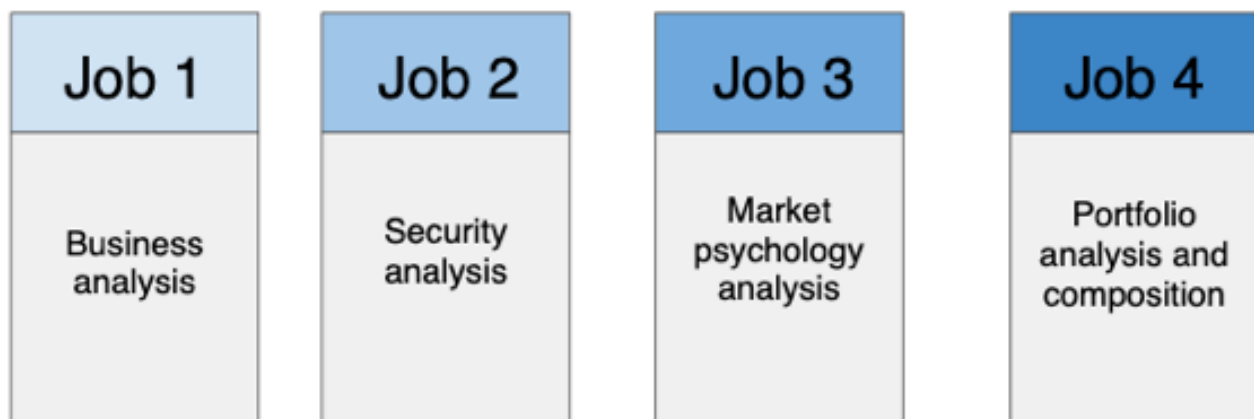 Job 1
Business
analysis
Job 2
Security
analysis
Job 3
Market
psychology
analysis
Job 4
Portfolio
analysis and
composition